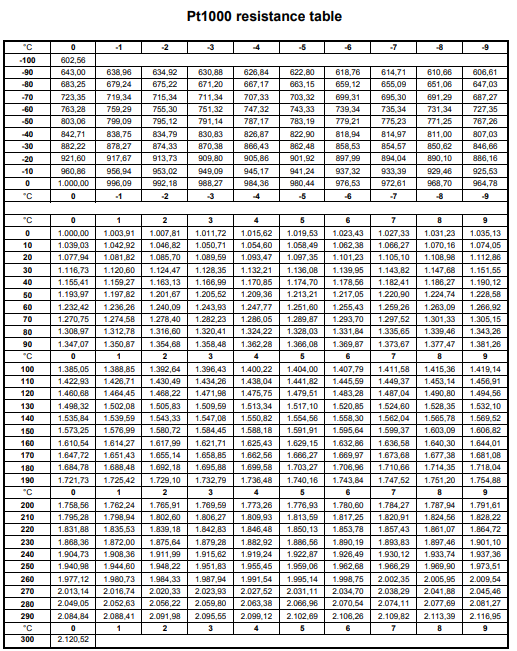 Pt1000 resistance table
°C 0 -1 -2 -3 -4 -5 -6 -7 -8 -9
-100 602,56
-90 643,00 638,96 634,92 630,88 626,84 622,80 618,76 614,71 610,66 606,61
-80 683,25 679,24 675,22 671,20 667,17 663,15 659,12 655,09 651,06 647,03
-70 723,35 719,34 715,34 711,34 707,33 703,32 699,31 695,30 691,29 687,27
-60 763,28 759,29 755,30 751,32 747,32 743,33 739,34 735,34 731,34 727,35
-50 803,06 799,09 795,12 791,14 787,17 783,19 779,21 775,23 771,25 767,26
-40 842,71 838,75 834,79 830,83 826,87 822,90 818,94 814,97 811,00 807,03
-30 882,22 878,27 874,33 870,38 866,43 862,48 858,53 854,57 850,62 846,66
-20 921,60 917,67 913,73 909,80 905,86 901,92 897,99 894,04 890,10 886,16
-10 960,86 956,94 953,02 949,09 945,17 941,24 937,32 933,39 929,46 925,53
0 1.000,00 996,09 992,18 988,27 984,36 980,44 976,53 972,61 968,70 964,78
°C 0 -1 -2 -3 -4 -5 -6 -7 -8 -9
°C 0 1 2 3 4 5 6 7 8 9
0 1.000,00 1.003,91 1.007,81 1.011,72 1.015,62 1.019,53 1.023,43 1.027,33 1.031,23 1.035,13
10 1.039,03 1.042,92 1.046,82 1.050,71 1.054,60 1.058,49 1.062,38 1.066,27 1.070,16 1.074,05
20 1.077,94 1.081,82 1.085,70 1.089,59 1.093,47 1.097,35 1.101,23 1.105,10 1.108,98 1.112,86
30 1.116,73 1.120,60 1.124,47 1.128,35 1.132,21 1.136,08 1.139,95 1.143,82 1.147,68 1.151,55
40 1.155,41 1.159,27 1.163,13 1.166,99 1.170,85 1.174,70 1.178,56 1.182,41 1.186,27 1.190,12
50 1.193,97 1.197,82 1.201,67 1.205,52 1.209,36 1.213,21 1.217,05 1.220,90 1.224,74 1.228,58
60 1.232,42 1.236,26 1.240,09 1.243,93 1.247,77 1.251,60 1.255,43 1.259,26 1.263,09 1.266,92
70 1.270,75 1.274,58 1.278,40 1.282,23 1.286,05 1.289,87 1.293,70 1.297,52 1.301,33 1.305,15
80 1.308,97 1.312,78 1.316,60 1.320,41 1.324,22 1.328,03 1.331,84 1.335,65 1.339,46 1.343,26
90 1.347,07 1.350,87 1.354,68 1.358,48 1.362,28 1.366,08 1.369,87 1.373,67 1.377,47 1.381,26
°C 0 1 2 3 4 5 6 7 8 9
100 1.385,05 1.388,85 1.392,64 1.396,43 1.400,22 1.404,00 1.407,79 1.411,58 1.415,36 1.419,14
110 1.422,93 1.426,71 1.430,49 1.434,26 1.438,04 1.441,82 1.445,59 1.449,37 1.453,14 1.456,91
120 1.460,68 1.464,45 1.468,22 1.471,98 1.475,75 1.479,51 1.483,28 1.487,04 1.490,80 1.494,56
130 1.498,32 1.502,08 1.505,83 1.509,59 1.513,34 1.517,10 1.520,85 1.524,60 1.528,35 1.532,10
140 1.535,84 1.539,59 1.543,33 1.547,08 1.550,82 1.554,56 1.558,30 1.562,04 1.565,78 1.569,52
150 1.573,25 1.576,99 1.580,72 1.584,45 1.588,18 1.591,91 1.595,64 1.599,37 1.603,09 1.606,82
160 1.610,54 1.614,27 1.617,99 1.621,71 1.625,43 1.629,15 1.632,86 1.636,58 1.640,30 1.644,01
170 1.647,72 1.651,43 1.655,14 1.658,85 1.662,56 1.666,27 1.669,97 1.673,68 1.677,38 1.681,08
180 1.684,78 1.688,48 1.692,18 1.695,88 1.699,58 1.703,27 1.706,96 1.710,66 1.714,35 1.718,04
190 1.721,73 1.725,42 1.729,10 1.732,79 1.736,48 1.740,16 1.743,84 1.747,52 1.751,20 1.754,88
°C 0 1 2 3 4 5 6 7 8 9
200 1.758,56 1.762,24 1.765,91 1.769,59 1.773,26 1.776,93 1.780,60 1.784,27 1.787,94 1.791,61
210 1.795,28 1.798,94 1.802,60 1.806,27 1.809,93 1.813,59 1.817,25 1.820,91 1.824,56 1.828,22
220 1.831,88 1.835,53 1.839,18 1.842,83 1.846,48 1.850,13 1.853,78 1.857,43 1.861,07 1.864,72
230 1.868,36 1.872,00 1.875,64 1.879,28 1.882,92 1.886,56 1.890,19 1.893,83 1.897,46 1.901,10
240 1.904,73 1.908,36 1.911,99 1.915,62 1.919,24 1.922,87 1.926,49 1.930,12 1.933,74 1.937,36
250 1.940,98 1.944,60 1.948,22 1.951,83 1.955,45 1.959,06 1.962,68 1.966,29 1.969,90 1.973,51
260 1.977,12 1.980,73 1.984,33 1.987,94 1.991,54 1.995,14 1.998,75 2.002,35 2.005,95 2.009,54
270 2.013,14 2.016,74 2.020,33 2.023,93 2.027,52 2.031,11 2.034,70 2.038,29 2.041,88 2.045,46
280 2.049,05 2.052,63 2.056,22 2.059,80 2.063,38 2.066,96 2.070,54 2.074,11 2.077,69 2.081,27
290 2.084,84 2.088,41 2.091,98 2.095,55 2.099,12 2.102,69 2.106,26 2.109,82 2.113,39 2.116,95
°C 0 1 2 3 4 5 6 7 8 9
300 2.120,52